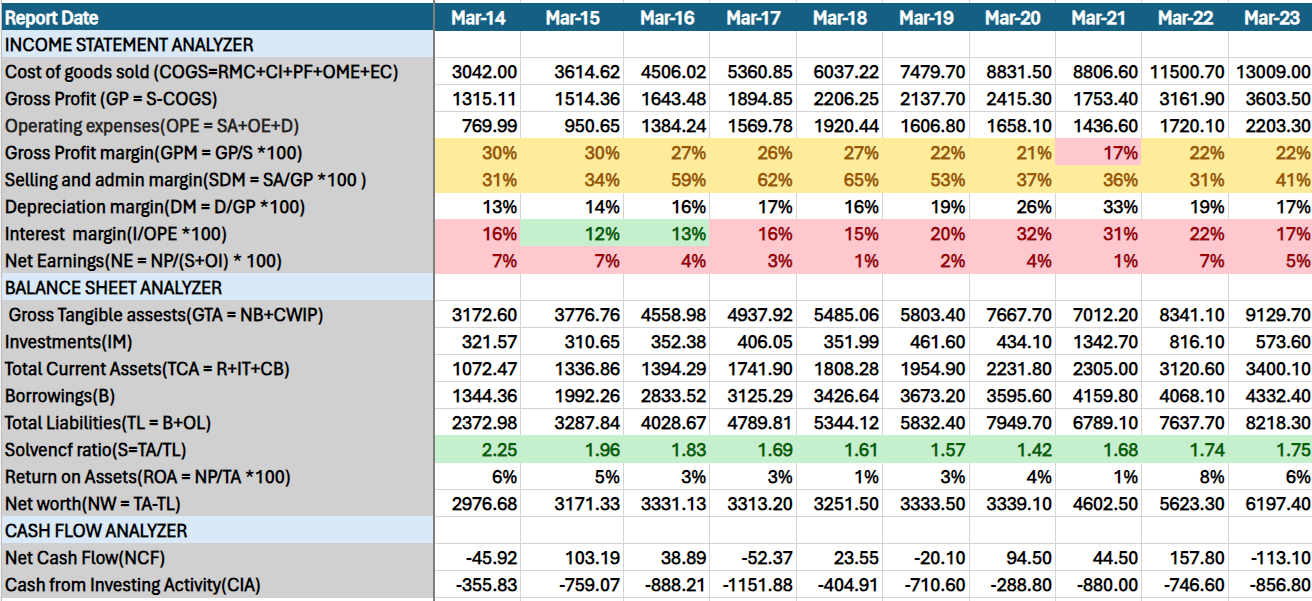 Report Date Mar-14 Mar-15 Mar-16 Mar-17 Mar-18 Mar-19 Mar-20 Mar-21 Mar-22 Mar-23
INCOME STATEMENT ANALYZER
Cost of goods sold (COGS=RMC+CI+PF+OME+EC) 3042.00 3614.62 4506.02 5360.85 6037.22 7479.70 8831.50 8806.60 11500.70 13009.00
Gross Profit (GP = S-COGS) 1315.11 1514.36 1643.48 1894.85 2206.25 2137.70 2415.30 1753.40 3161.90 3603.50
Operating expenses(OPE = SA+OE+D) 769.99 950.65 1384.24 1569.78 1920.44 1606.80 1658.10 1436.60 1720.10 2203.30
Gross Profit margin(GPM = GP/S *100) 30% 30% 27% 26% 27% 22% 21% 17% 22% 22%
Selling and admin margin(SDM = SA/GP *100 ) 31% 34% 59% 62% 65% 53% 37% 36% 31% 41%
Depreciation margin(DM = D/GP *100) 13% 14% 16% 17% 16% 19% 26% 33% 19% 17%
Interest margin(I/OPE *100) 16% 12% 13% 16% 15% 20% 32% 31% 22% 17%
Net Earnings(NE = NP/(S+OI) * 100) 7% 7% 4% 3% 1% 2% 4% 1% 7% 5%
BALANCE SHEET ANALYZER
Gross Tangible assests(GTA = NB+CWIP) 3172.60 3776.76 4558.98 4937.92 5485.06 5803.40 7667.70 7012.20 8341.10 9129.70
Investments(IM) 321.57 310.65 352.38 406.05 351.99 461.60 434.10 1342.70 816.10 573.60
Total Current Assets(TCA = R+IT+CB) 1072.47 1336.86 1394.29 1741.90 1808.28 1954.90 2231.80 2305.00 3120.60 3400.10
Borrowings(B) 1344.36 1992.26 2833.52 3125.29 3426.64 3673.20 3595.60 4159.80 4068.10 4332.40
Total Liabilities(TL = B+OL) 2372.98 3287.84 4028.67 4789.81 5344.12 5832.40 7949.70 6789.10 7637.70 8218.30
Solvencf ratio(S=TA/TL) 2.25 1.96 1.83 1.69 1.61 1.57 1.42 1.68 1.74 1.75
Return on Assets(ROA = NP/TA *100) 6% 5% 3% 3% 1% 3% 4% 1% 8% 6%
Net worth(NW = TA-TL) 2976.68 3171.33 3331.13 3313.20 3251.50 3333.50 3339.10 4602.50 5623.30 6197.40
CASH FLOW ANALYZER
Net Cash Flow(NCF) -45.92 103.19 38.89 -52.37 23.55 -20.10 94.50 44.50 157.80 -113.10
Cash from Investing Activity(CIA) -355.83 -759.07 -888.21 -1151.88 -404.91 -710.60 -288.80 -880.00 -746.60 -856.80